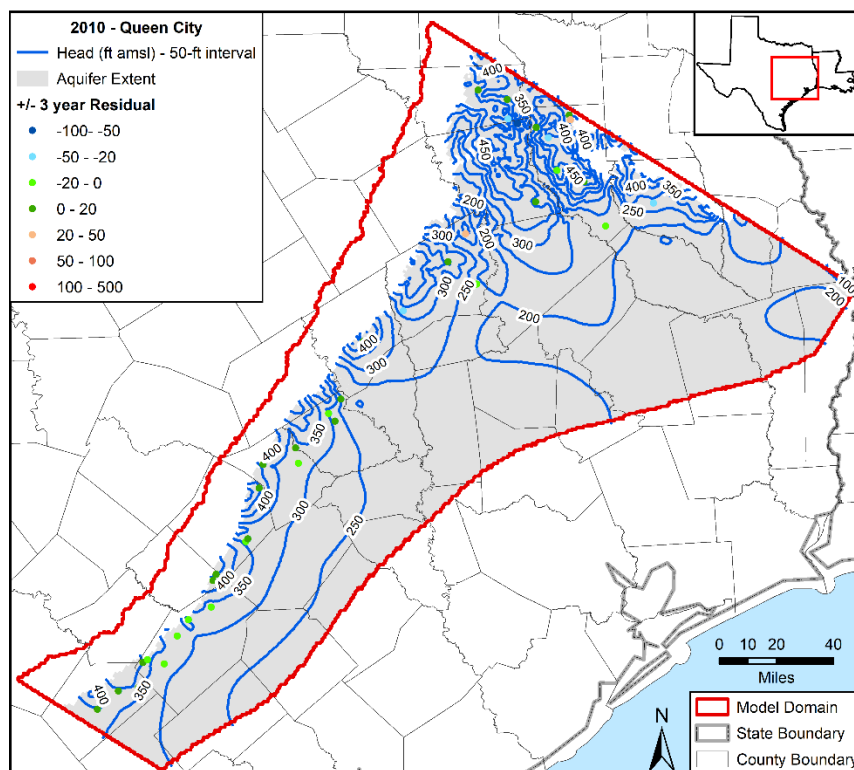 2010 - Queen City
Head (ft amsl) - 50-ft interval
Aquifer Extent
+/- 3 year Residual
-100- -50
-50 - -20
-20 - 0
0 - 20
20 - 50
50 - 100
100 - 500
400
350
400
400
450
450
400
350
200
250
300
200
300
300
250
100
200
200
400
300
350
400
400
300
250
400
350
400
350
0 10 20 40
Miles
N
Model Domain
State Boundary
County Boundary